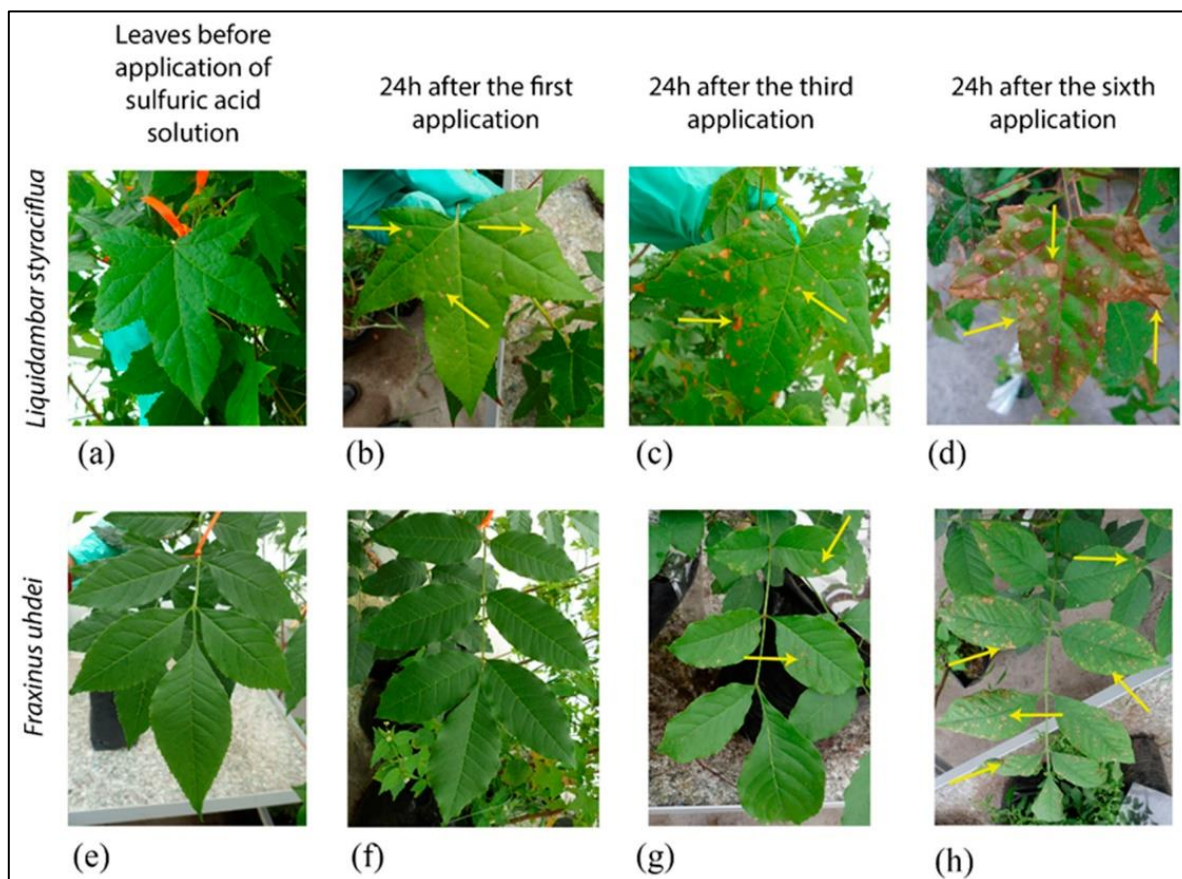 Leaves before
application of
sulfuric acid
solution
24h after the first
application
24h after the third
application
24h after the sixth
application
Liquidambar styraciflua
(a)
(b)
(c)
(d)
Fraxinus uhdei
(e)
(f)
(g)
(h)